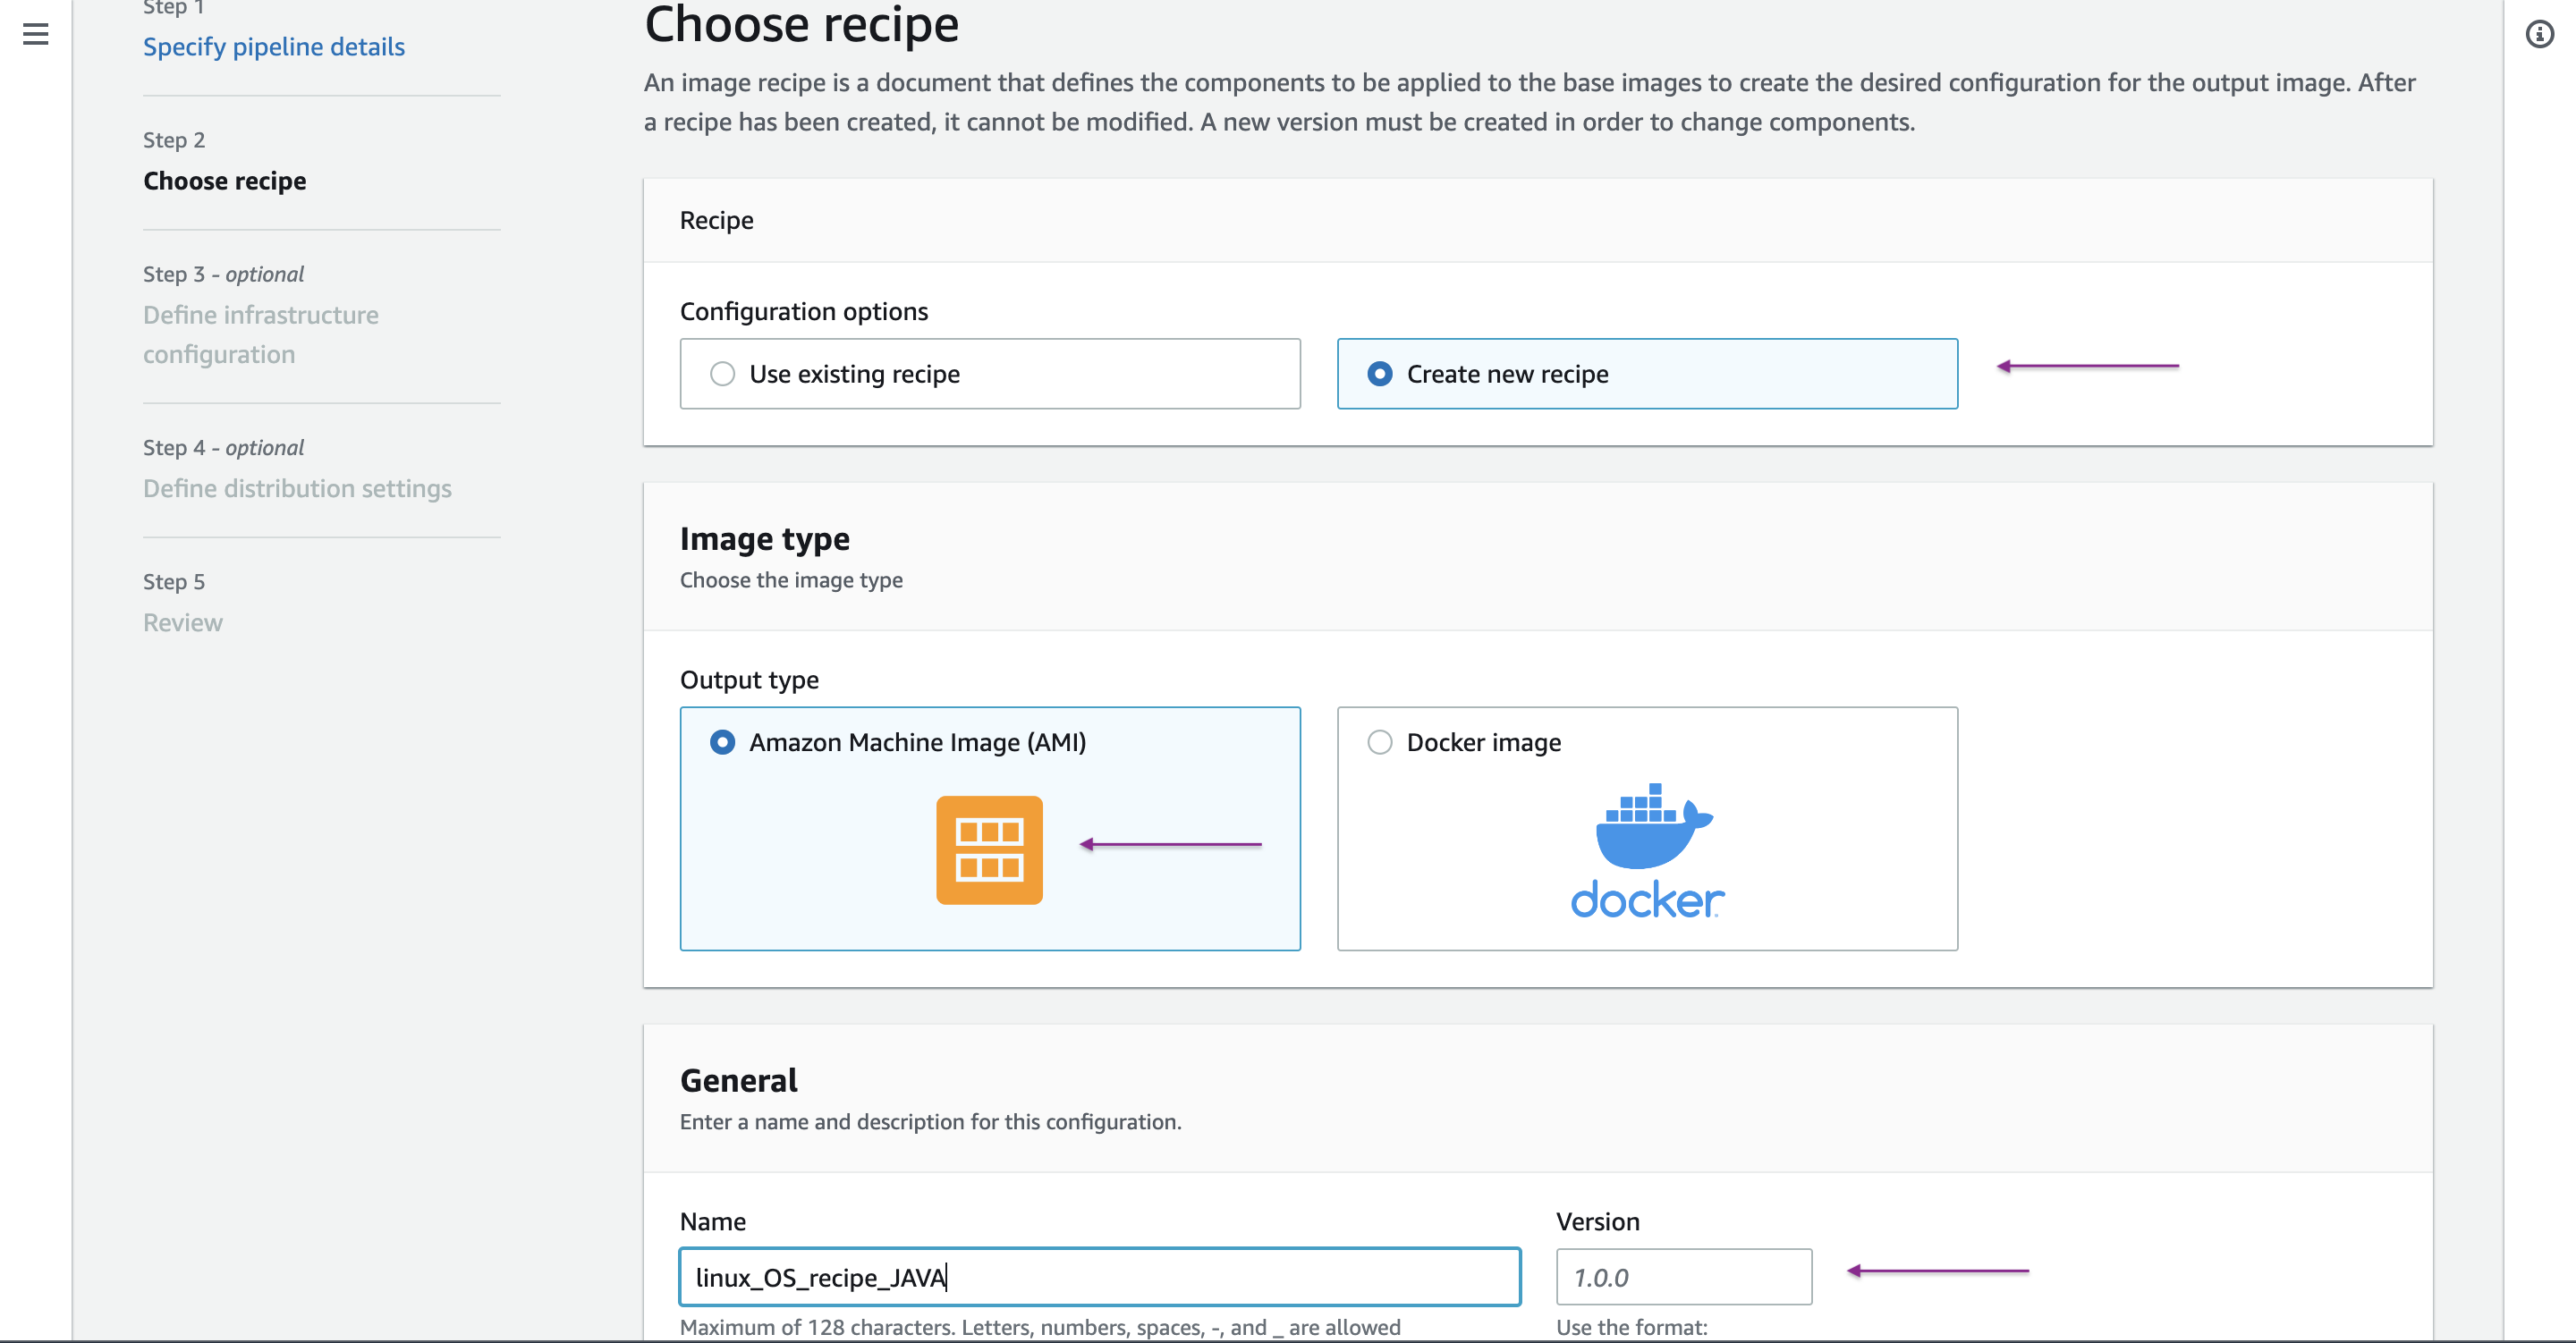 Step 1
Specify pipeline details
Step 2
Choose recipe
Step 3 - optional
Define infrastructure
configuration
Step 4 - optional
Define distribution settings
Step 5
Review
Choose recipe
An image recipe is a document that defines the components to be applied to the base images to create the desired configuration for the output image. After
a recipe has been created, it cannot be modified. A new version must be created in order to change components.
Recipe
Configuration options
Use existing recipe
Create new recipe
Image type
Choose the image type
Output type
Amazon Machine Image (AMI)
Docker image
docker
General
Enter a name and description for this configuration.
Name
Version
linux_OS_recipe_JAVA
1.0.0
Maximum of 128 characters. Letters, numbers, spaces, -, and _ are allowed
Use the format: